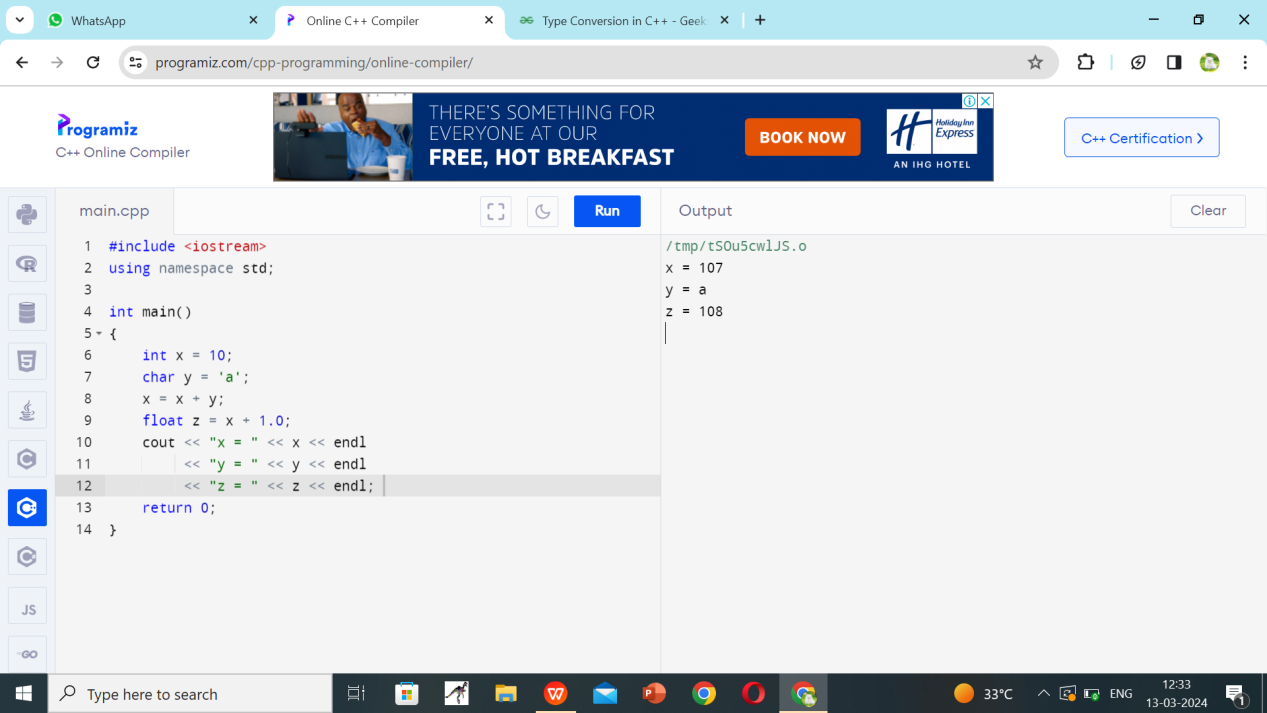 WhatsApp
Online C++ Compiler
Type Conversion in C++ - Geek
programiz.com/cpp-programming/online-compiler/
Programiz
C++ Online Compiler
THERE'S SOMETHING FOR
EVERYONE AT OUR
FREE, HOT BREAKFAST
BOOK NOW
H
Holiday Inn
Express
AN IHG HOTEL
C++ Certification >
main.cpp
Run
Output
Clear
1 #include <iostream>
2 using namespace std;
3
4 int main()
5 {
6     int x = 10;
7     char y = 'a';
8     x = x + y;
9     float z = x + 1.0;
10     cout << "x = " << x << endl
11          << "y = " << y << endl
12          << "z = " << z << endl;
13     return 0;
14 }
/tmp/tSOu5cwlJS.o
x = 107
y = a
z = 108
JS
GO
Type here to search
33°C
ENG
12:33
13-03-2024
1